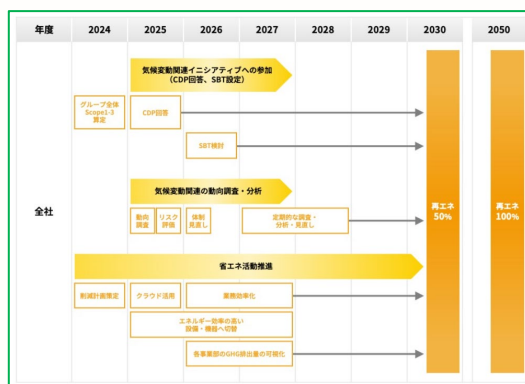 年度 2024 2025 2026 2027 2028 2029 2030 2050
気候変動関連イニシアティブへの参加
（CDP回答、SBT設定）
グループ全体
Scope1-3
算定
CDP回答
SBT検討
気候変動関連の動向調査・分析
動向
調査
リスク
評価
体制
見直し
定期的な調査・
分析・見直し
全社
再エネ
50%
再エネ
100%
省エネ活動推進
削減計画策定
クラウド活用
業務効率化
エネルギー効率の高い
設備・機器へ切替
各事業部のGHG排出量の可視化